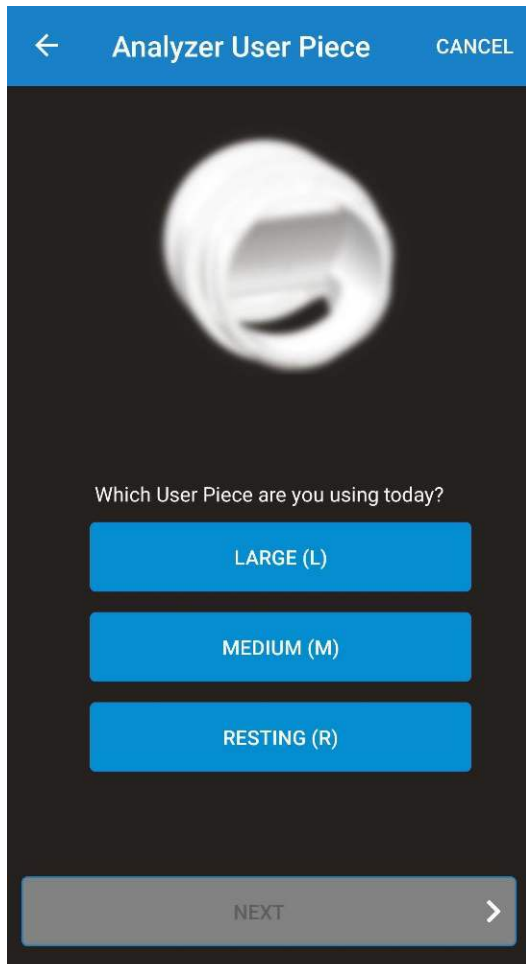 Analyzer User Piece CANCEL
Which User Piece are you using today?
LARGE (L)
MEDIUM (M)
RESTING (R)
NEXT